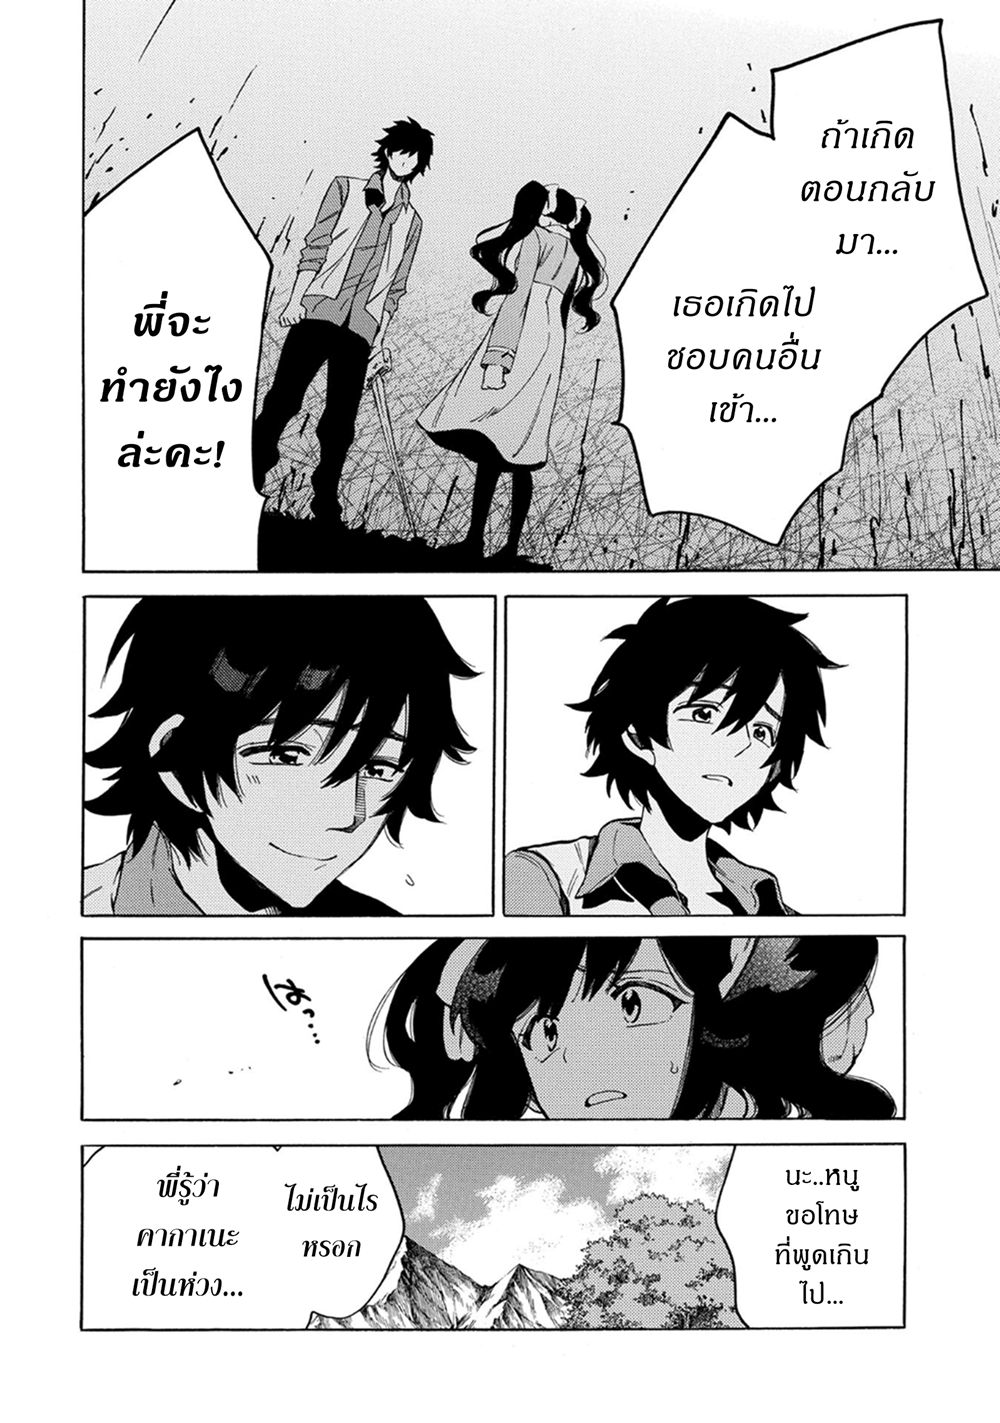 ถ้าเกิด
ตอนกลับ
มา...
เธอเกิดไป
ชอบคนอื่น
เข้า...
พี่จะ
ทำยังไง
ล่ะคะ!
はっ...
นะ..หนู
ขอโทษ
ที่พูดเกิน
ไป...
ไม่เป็นไร
หรอก
พี่รู้ว่า
คากาเนะ
เป็นห่วง...